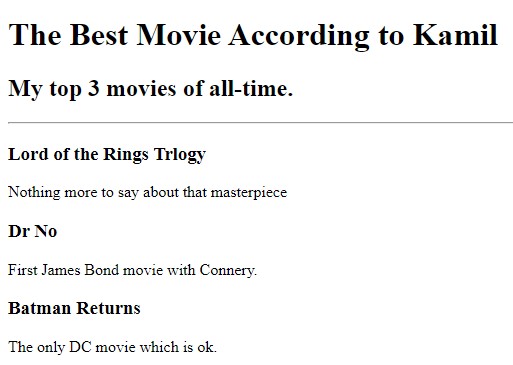 The Best Movie According to Kamil
My top 3 movies of all-time.
Lord of the Rings Trlogy
Nothing more to say about that masterpiece
Dr No
First James Bond movie with Connery.
Batman Returns
The only DC movie which is ok.